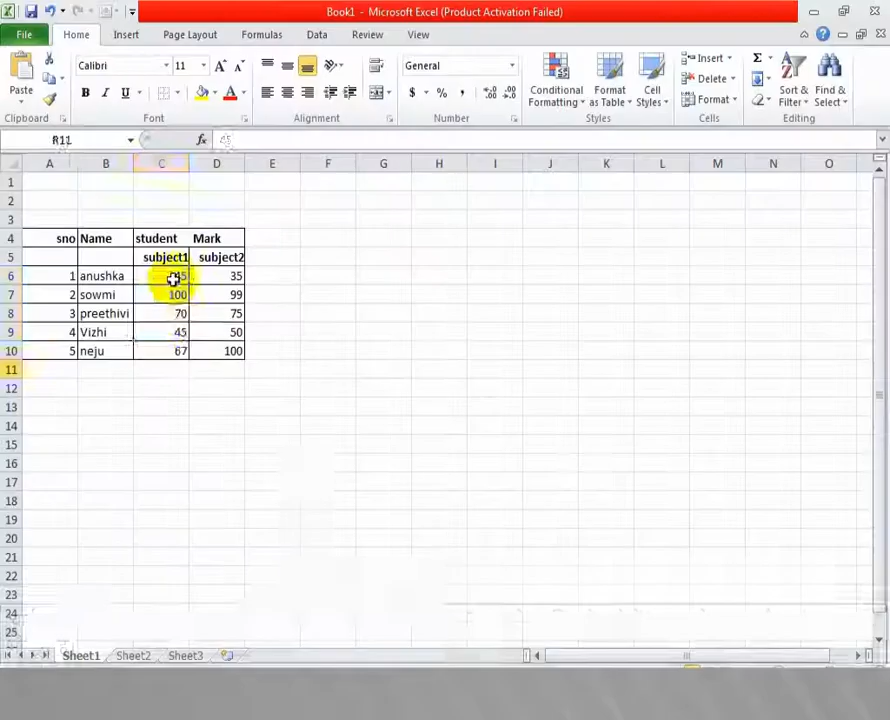 Book1 - Microsoft Excel (Product Activation Failed)
File Home Insert Page Layout Formulas Data Review View
Calibri 11 General Insert
Paste B I U $ % , Conditional Formatting Format as Table Cell Styles Delete Format Sort & Filter Find & Select
Clipboard Font Alignment Number Styles Cells Editing
R11 fx 45
A B C D E F G H I J K L M N O
1
2
3
4 sno Name student Mark
5 subject1 subject2
6 1 anushka 45 35
7 2 sowmi 100 99
8 3 preethivi 70 75
9 4 Vizhi 45 50
10 5 neju 67 100
11
12
13
14
15
16
17
18
19
20
21
22
23
24
25
Sheet1 Sheet2 Sheet3